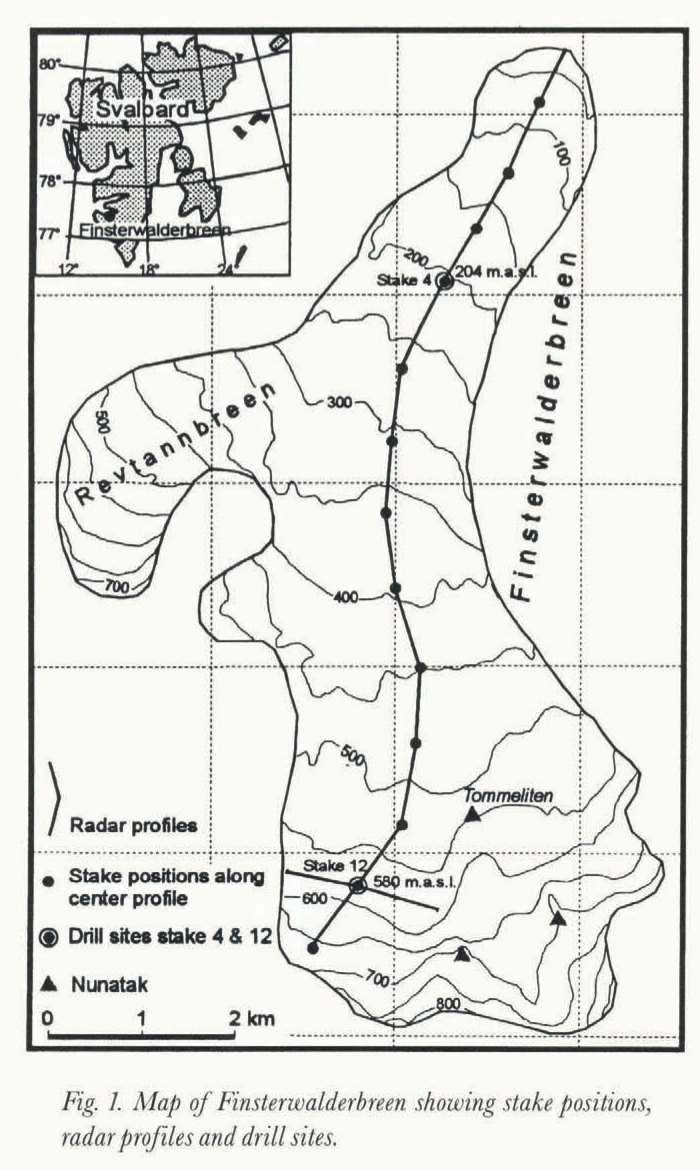 80°
Svalbard
79°
78°
Finsterwalderbreen
77°
12°
18°
24°
100
200
204 m.a.s.l.
Stake 4
Finsterwalderbreen
300
500
Revtannbreen
700
400
500
Tommeliten
Radar profiles
Stake 12
580 m.a.s.l.
Stake positions along
center profile
600
Drill sites stake 4 & 12
700
Nunatak
800
0 1 2 km
Fig. 1. Map of Finsterwalderbreen showing stake positions,
radar profiles and drill sites.